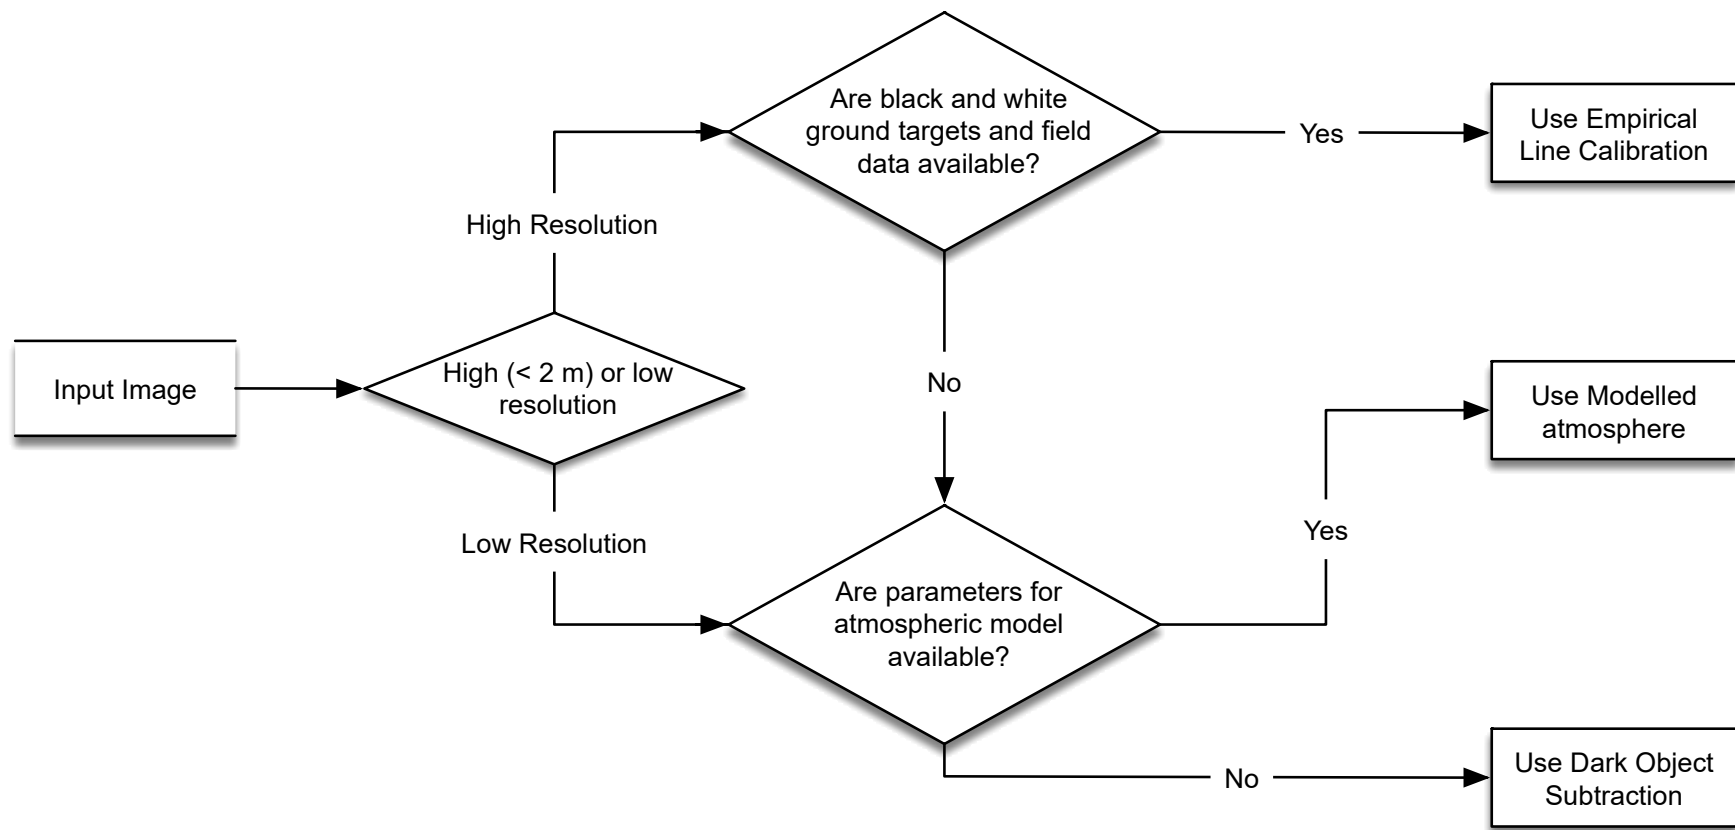 Are black and white
ground targets and field
data available?
Yes
Use Empirical
Line Calibration
High Resolution
Input Image
High (< 2 m) or low
resolution
No
Use Modelled
atmosphere
Low Resolution
Yes
Are parameters for
atmospheric model
available?
No
Use Dark Object
Subtraction